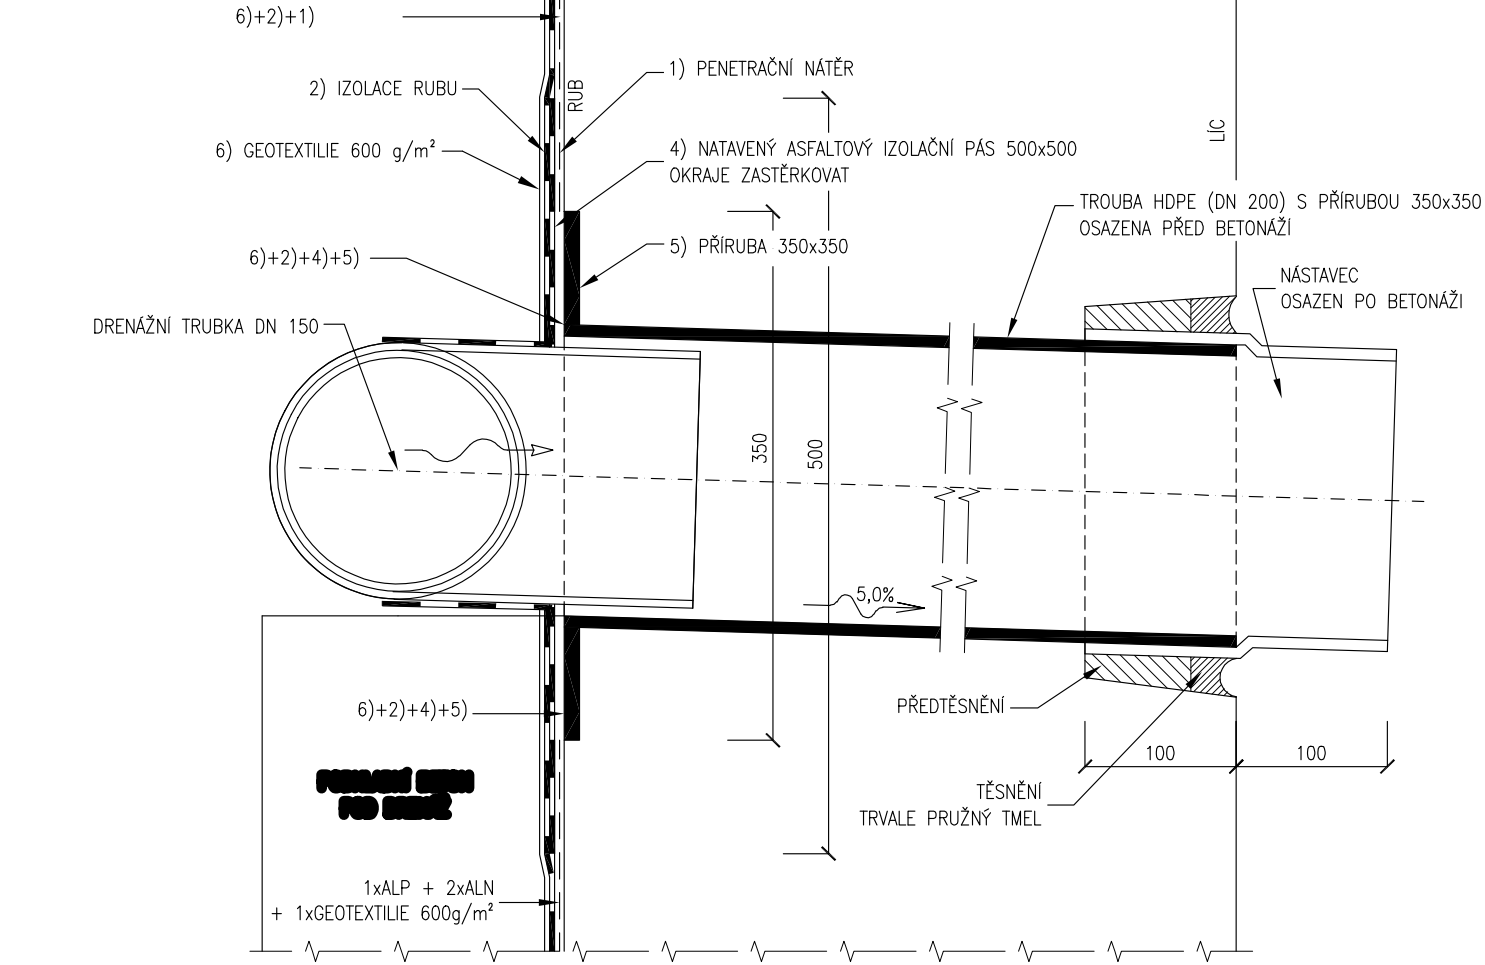 6)+2)+1)
1) PENETRAČNÍ NÁTĚR
2) IZOLACE RUBU
RUB
LÍC
6) GEOTEXTILIE 600 g/m²
4) NATAVENÝ ASFALTOVÝ IZOLAČNÍ PÁS 500x500
OKRAJE ZASTĚRKOVAT
TROUBA HDPE (DN 200) S PŘÍRUBOU 350x350
OSAZENA PŘED BETONÁŽÍ
5) PŘÍRUBA 350x350
6)+2)+4)+5)
NÁSTAVEC
OSAZEN PO BETONÁŽI
DRENÁŽNÍ TRUBKA DN 150
350
500
5,0%
6)+2)+4)+5)
PŘEDTĚSNĚNÍ
100
100
TĚSNĚNÍ
TRVALE PRUŽNÝ TMEL
1xALP + 2xALN
+ 1xGEOTEXTILIE 600g/m²